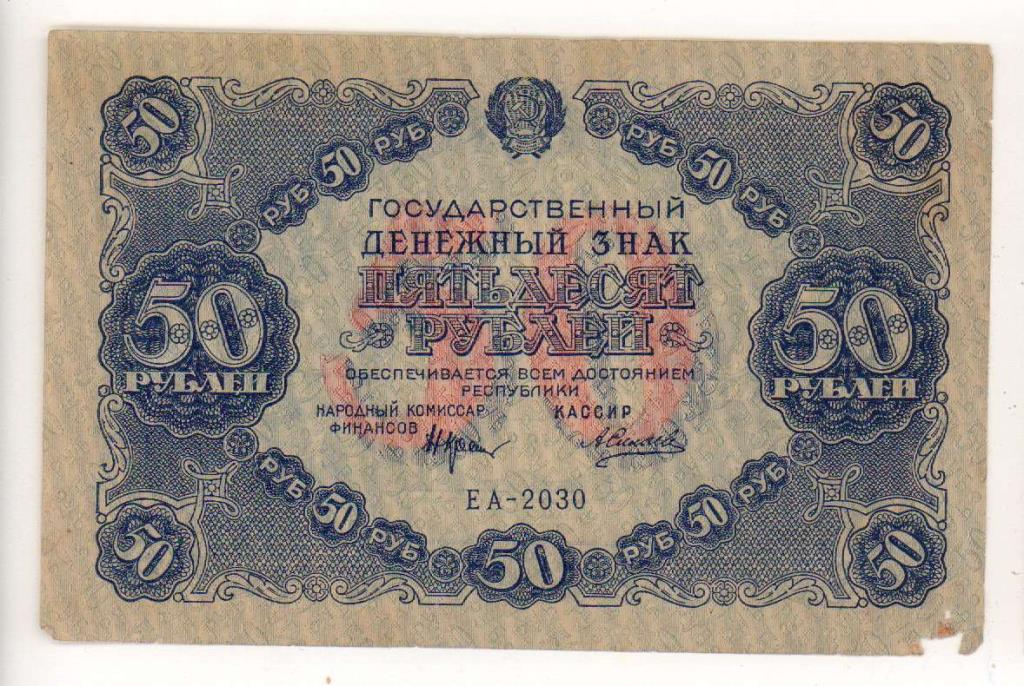 50 РУБ 50 РУБ РУБ 50 РУБ 50
ГОСУДАРСТВЕННЫЙ
ДЕНЕЖНЫЙ ЗНАК
ПЯТЬДЕСЯТ
РУБЛЕЙ
50
РУБЛЕЙ
50
РУБЛЕЙ
50
ОБЕСПЕЧИВАЕТСЯ ВСЕМ ДОСТОЯНИЕМ
РЕСПУБЛИКИ
НАРОДНЫЙ КОМИССАР
ФИНАНСОВ
КАССИР
ЕА-2030
50 РУБ 50 РУБ 50 РУБ 50 РУБ 50